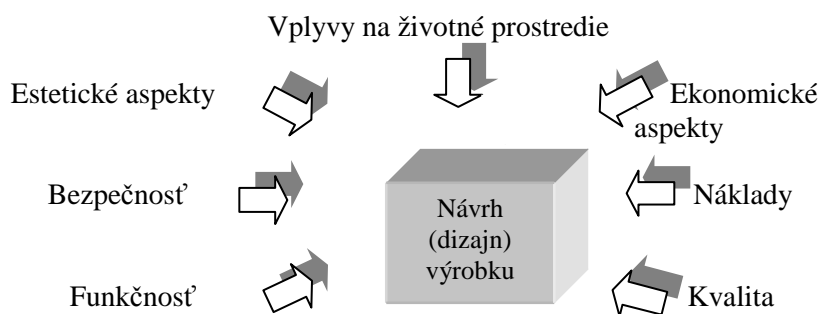 Vplyvy na životné prostredie
Estetické aspekty
Ekonomické
aspekty
Bezpečnosť
Návrh
(dizajn)
výrobku
Náklady
Funkčnosť
Kvalita